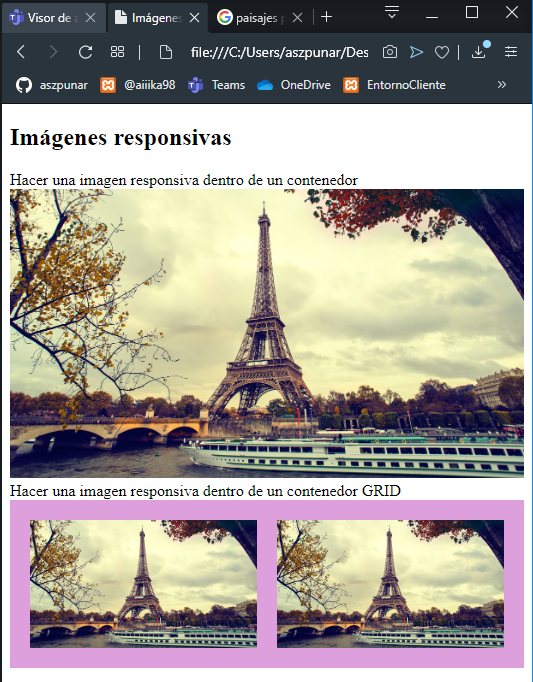 Visor de a
Imágenes
paisajes p
file:///C:/Users/aszpunar/Des
aszpunar
@aiiika98
Teams
OneDrive
EntornoCliente
Imágenes responsivas
Hacer una imagen responsiva dentro de un contenedor
Hacer una imagen responsiva dentro de un contenedor GRID